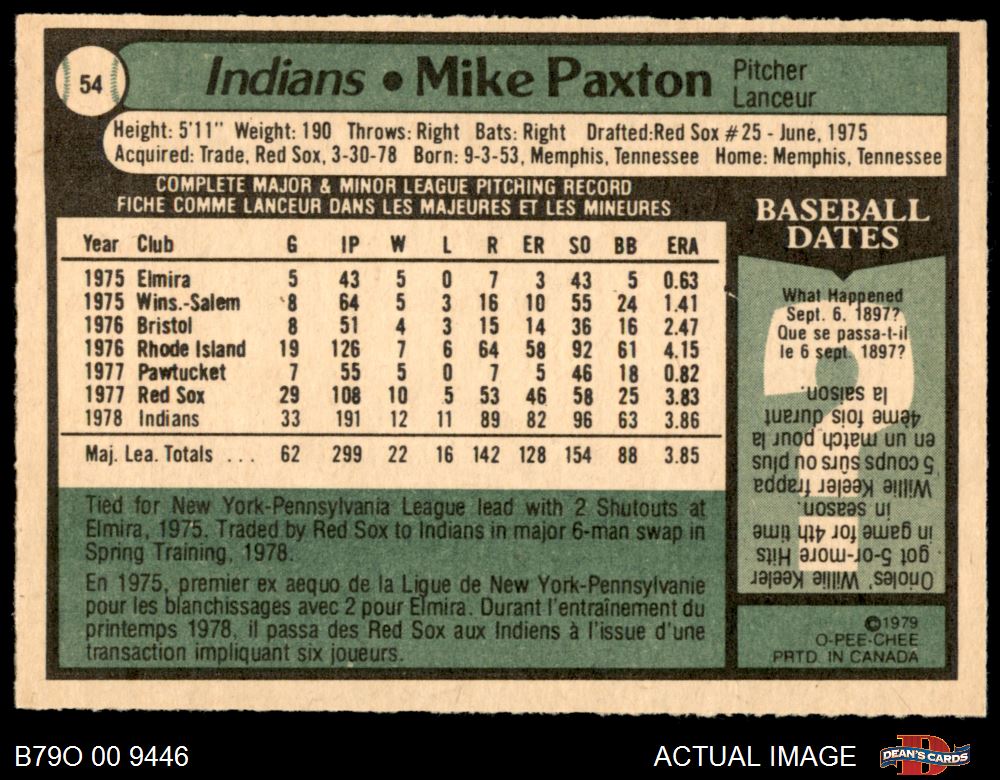 54
Indians • Mike Paxton Pitcher
Lanceur
Height: 5'11" Weight: 190 Throws: Right Bats: Right Drafted:Red Sox #25 - June, 1975
Acquired: Trade, Red Sox, 3-30-78 Born: 9-3-53, Memphis, Tennessee Home: Memphis, Tennessee
COMPLETE MAJOR & MINOR LEAGUE PITCHING RECORD
FICHE COMME LANCEUR DANS LES MAJEURES ET LES MINEURES
Year Club G IP W L R ER SO BB ERA
1975 Elmira 5 43 5 0 7 3 43 5 0.63
1975 Wins.-Salem 8 64 5 3 16 10 55 24 1.41
1976 Bristol 8 51 4 3 15 14 36 16 2.47
1976 Rhode Island 19 126 7 6 64 58 92 61 4.15
1977 Pawtucket 7 55 5 0 7 5 46 18 0.82
1977 Red Sox 29 108 10 5 53 46 58 25 3.83
1978 Indians 33 191 12 11 89 82 96 63 3.86
Maj. Lea. Totals ... 62 299 22 16 142 128 154 88 3.85
Tied for New York-Pennsylvania League lead with 2 Shutouts at
Elmira, 1975. Traded by Red Sox to Indians in major 6-man swap in
Spring Training, 1978.
En 1975, premier ex aequo de la Ligue de New York-Pennsylvanie
pour les blanchissages avec 2 pour Elmira. Durant l'entraînement du
printemps 1978, il passa des Red Sox aux Indiens à l'issue d'une
transaction impliquant six joueurs.
BASEBALL
DATES
What Happened
Sept. 6, 1897?
Que se passa-t-il
le 6 sept. 1897?
Orioles' Willie Keeler
got 5-or-more Hits
in game for 4th time
in season.
Willie Keeler frappa
5 coups sûrs ou plus
en un match pour la
4ème fois durant
la saison.
©1979
O-PEE-CHEE
PRTD. IN CANADA
B79O 00 9446
ACTUAL IMAGE
DEAN'S CARDS